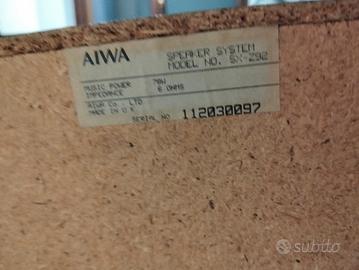 AIWA
SPEAKER SYSTEM
MODEL NO. SX-Z92
MUSIC POWER 70W
IMPEDANCE 6 OHMS
AIWA CO., LTD
MADE IN U.K.
SERIAL NO 112030097
subito